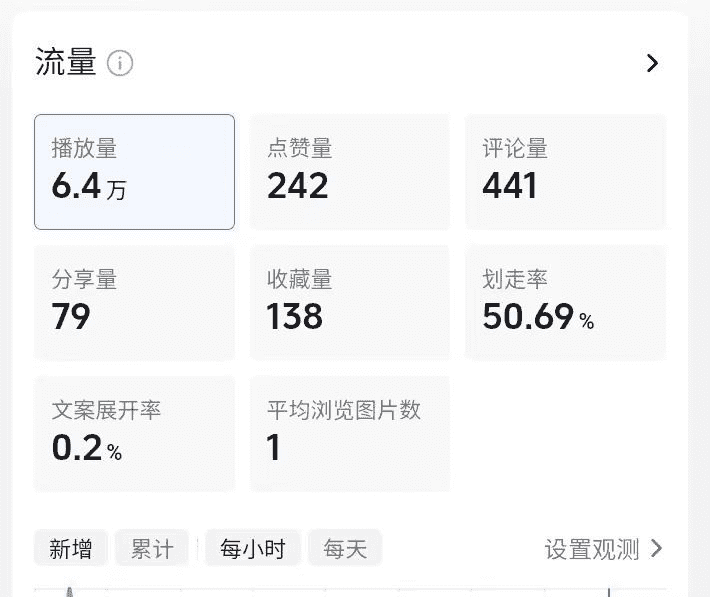 流量
播放量 点赞量 评论量
6.4万 242 441
分享量 收藏量 划走率
79 138 50.69%
文案展开率 平均浏览图片数
0.2% 1
新增 累计 每小时 每天 设置观测